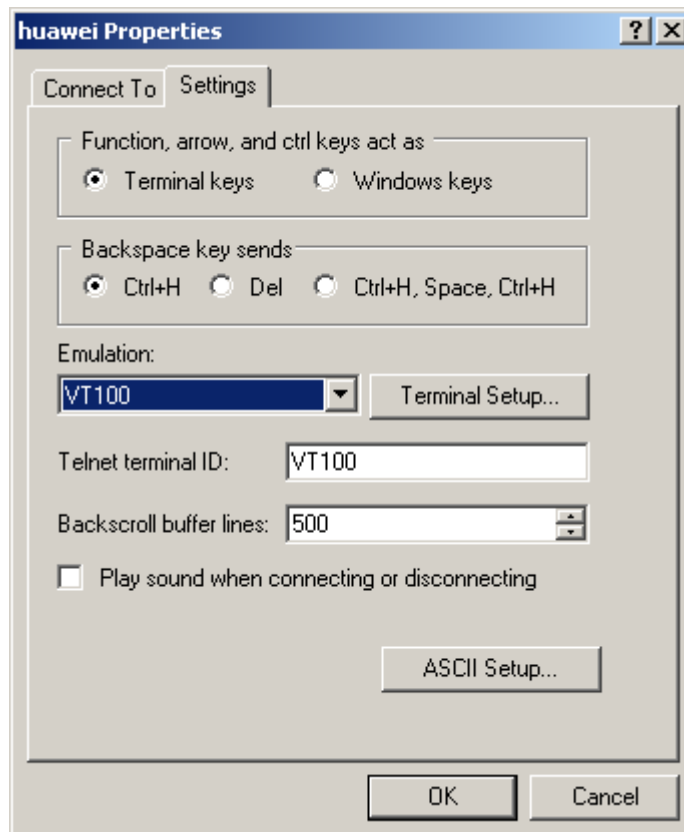 huawei Properties
Connect To Settings
Function, arrow, and ctrl keys act as
Terminal keys Windows keys
Backspace key sends
Ctrl+H Del Ctrl+H, Space, Ctrl+H
Emulation:
VT100 Terminal Setup...
Telnet terminal ID: VT100
Backscroll buffer lines: 500
Play sound when connecting or disconnecting
ASCII Setup...
OK Cancel